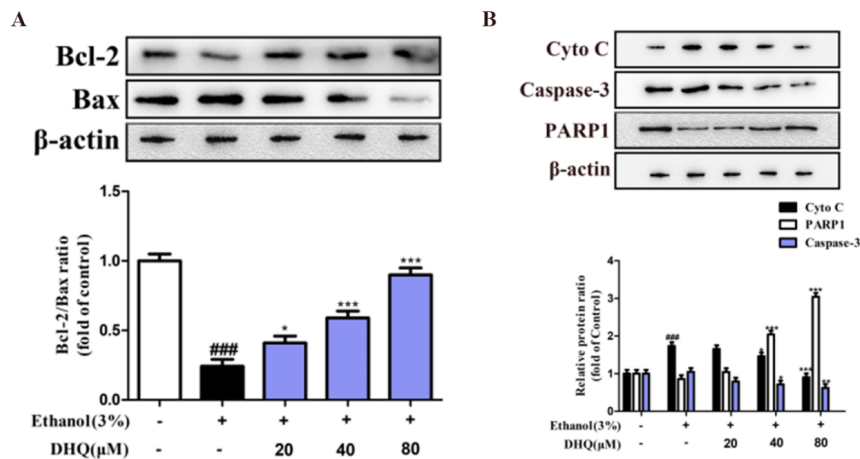 A
Bcl-2
Bax
β-actin
1.5
1.0
0.5
0.0
Bcl-2/Bax ratio
(fold of control)
###
*
***
***
Ethanol(3%) - + + + +
DHQ(μM) - - 20 40 80
B
Cyto C
Caspase-3
PARP1
β-actin
Cyto C
PARP1
Caspase-3
4
3
2
1
0
Relative protein ratio
(fold of Control)
###
*
***
*
***
***
**
Ethanol(3%) - + + + +
DHQ(μM) - - 20 40 80